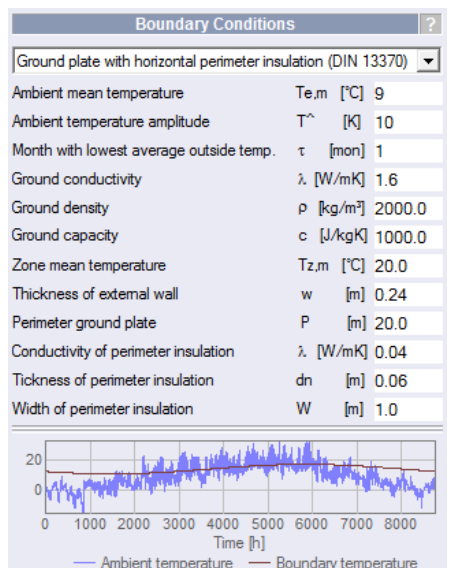 Boundary Conditions ?
Ground plate with horizontal perimeter insulation (DIN 13370)
Ambient mean temperature Te,m [°C] 9
Ambient temperature amplitude T^ [K] 10
Month with lowest average outside temp. τ [mon] 1
Ground conductivity λ [W/mK] 1.6
Ground density ρ [kg/m³] 2000.0
Ground capacity c [J/kgK] 1000.0
Zone mean temperature Tz,m [°C] 20.0
Thickness of external wall w [m] 0.24
Perimeter ground plate P [m] 20.0
Conductivity of perimeter insulation λ [W/mK] 0.04
Tickness of perimeter insulation dn [m] 0.06
Width of perimeter insulation W [m] 1.0
20
0
0 1000 2000 3000 4000 5000 6000 7000 8000
Time [h]
Ambient temperature Boundary temperature